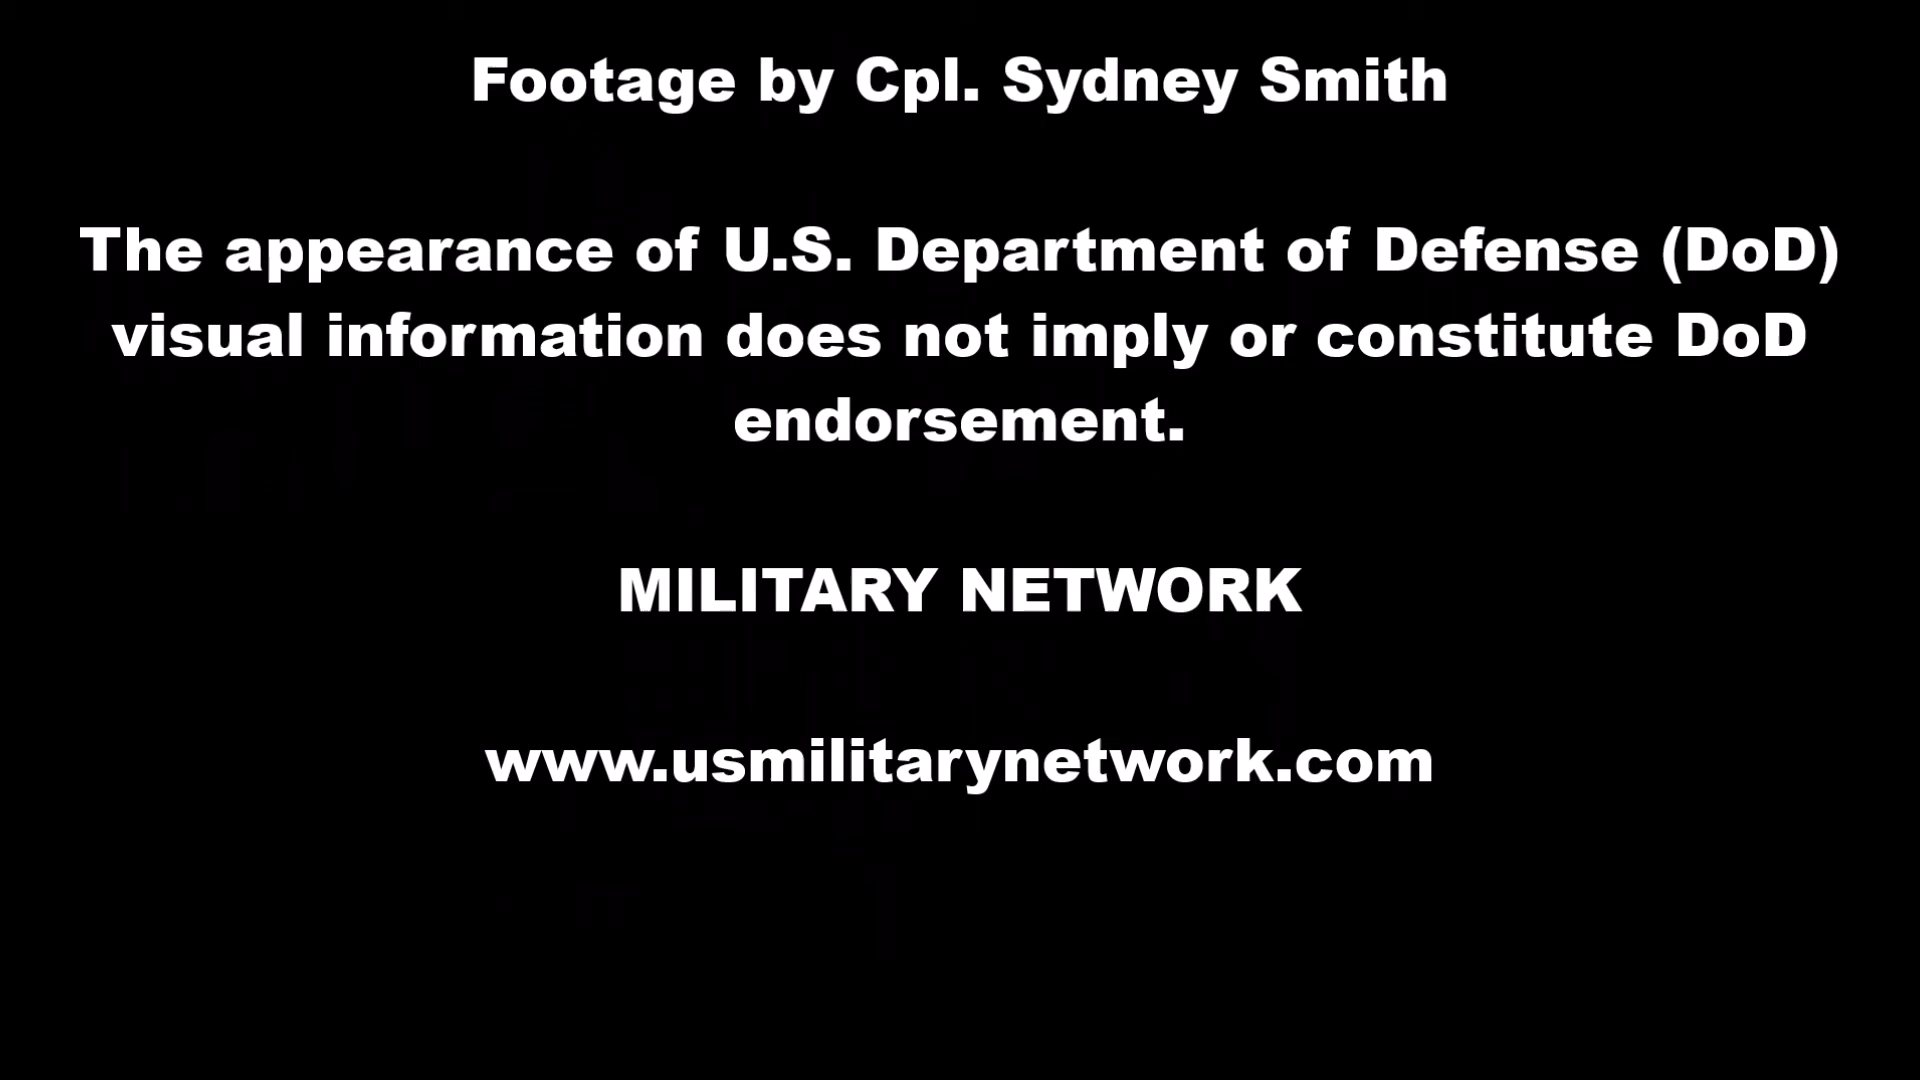 Footage by Cpl. Sydney Smith
The appearance of U.S. Department of Defense (DoD)
visual information does not imply or constitute DoD
endorsement.
MILITARY NETWORK
www.usmilitarynetwork.com